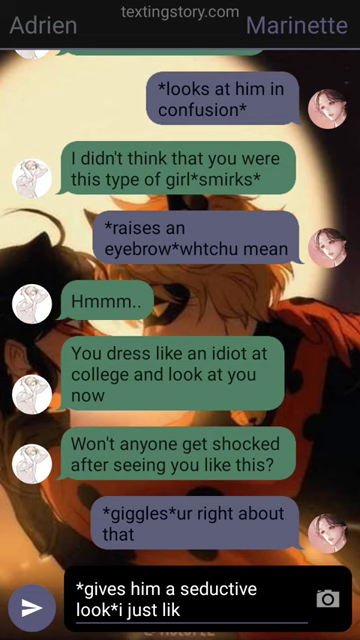 textingstory.com
Adrien
Marinette
*looks at him in
confusion*
I didn't think that you were
this type of girl*smirks*
*raises an
eyebrow*whtchu mean
Hmmm..
You dress like an idiot at
college and look at you
now
Won't anyone get shocked
after seeing you like this?
*giggles*ur right about
that
*gives him a seductive
look*i just lik